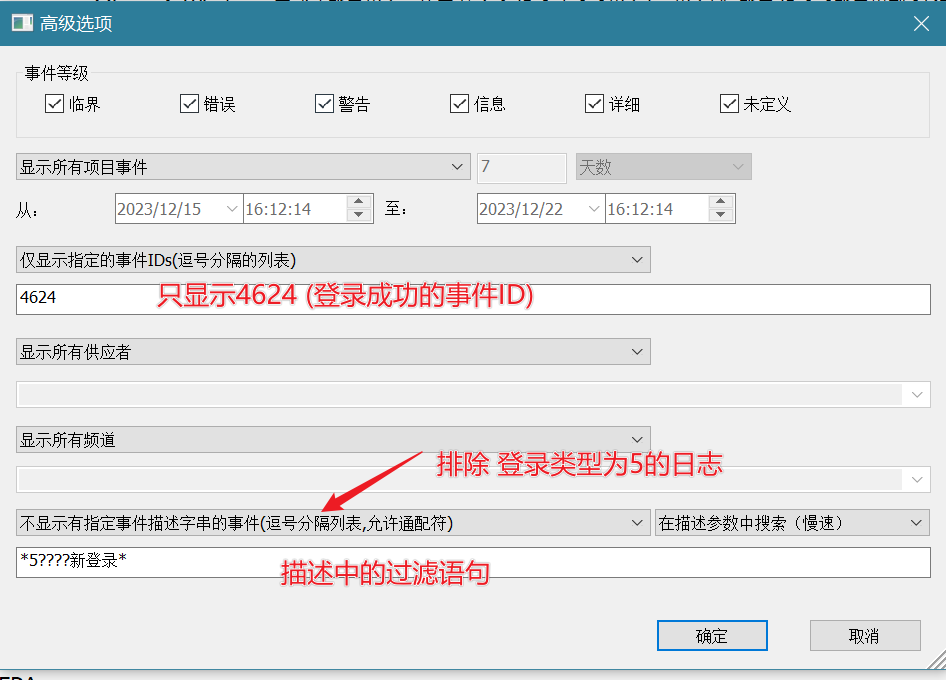 高级选项
事件等级
临界 错误 警告 信息 详细 未定义
显示所有项目事件 7 天数
从: 2023/12/15 16:12:14 至: 2023/12/22 16:12:14
仅显示指定的事件IDs(逗号分隔的列表)
4624 只显示4624 (登录成功的事件ID)
显示所有供应者
显示所有频道
排除 登录类型为5的日志
不显示有指定事件描述字串的事件(逗号分隔列表,允许通配符) 在描述参数中搜索（慢速）
*5????新登录*
描述中的过滤语句
确定 取消